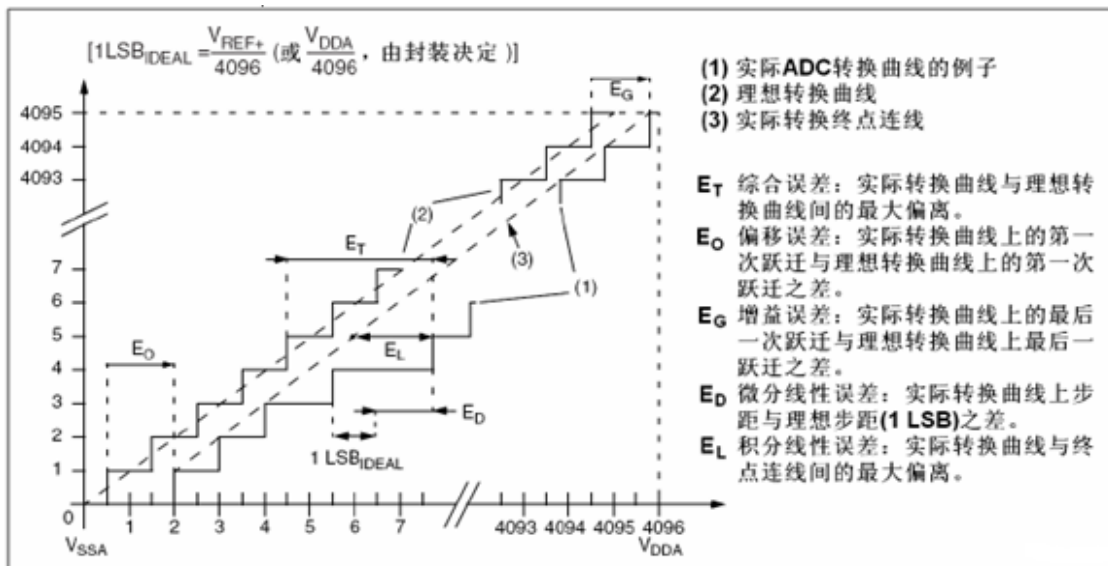 [1LSB_IDEAL = V_REF+/4096 (或 V_DDA/4096 ，由封装决定 )]
(1) 实际ADC转换曲线的例子
(2) 理想转换曲线
(3) 实际转换终点连线
E_T 综合误差：实际转换曲线与理想转
换曲线间的最大偏离。
E_O 偏移误差：实际转换曲线上的第一
次跃迁与理想转换曲线上的第一次
跃迁之差。
E_G 增益误差：实际转换曲线上的最后
一次跃迁与理想转换曲线上最后一
跃迁之差。
E_D 微分线性误差：实际转换曲线上步
距与理想步距(1 LSB)之差。
E_L 积分线性误差：实际转换曲线与终
点连线间的最大偏离。
E_G
4095
4094
4093
(2)
E_T
(3)
7
(1)
6
5
E_O
E_L
4
3
E_D
2
1 LSB_IDEAL
1
0
1 2 3 4 5 6 7 4093 4094 4095 4096
V_SSA V_DDA